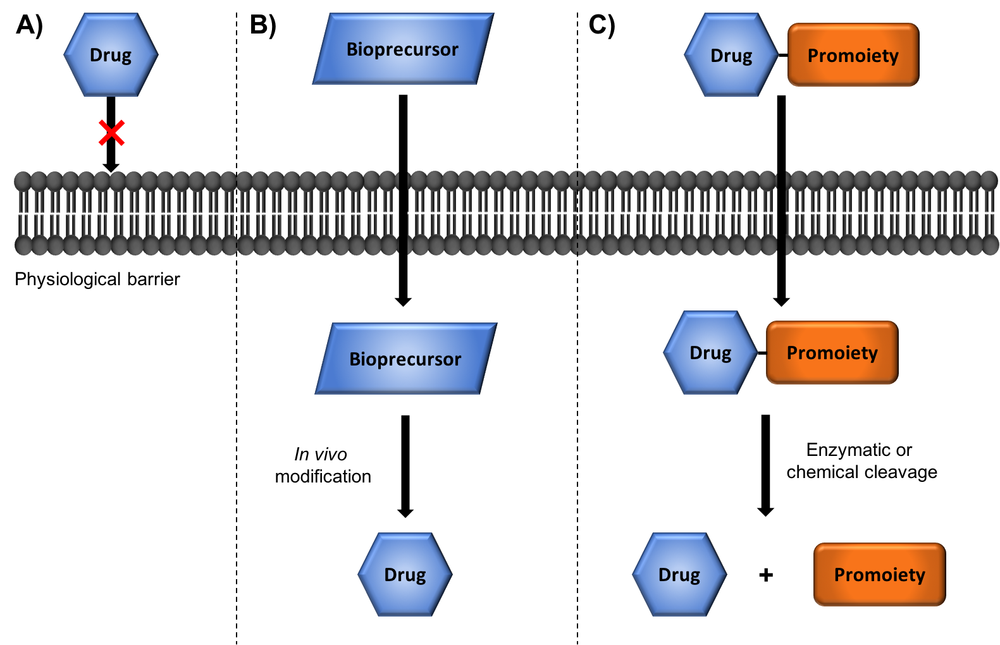 A)
Drug
Physiological barrier
B)
Bioprecursor
Bioprecursor
In vivo
modification
Drug
C)
Drug
Promoiety
Drug
Promoiety
Enzymatic or
chemical cleavage
Drug
+
Promoiety